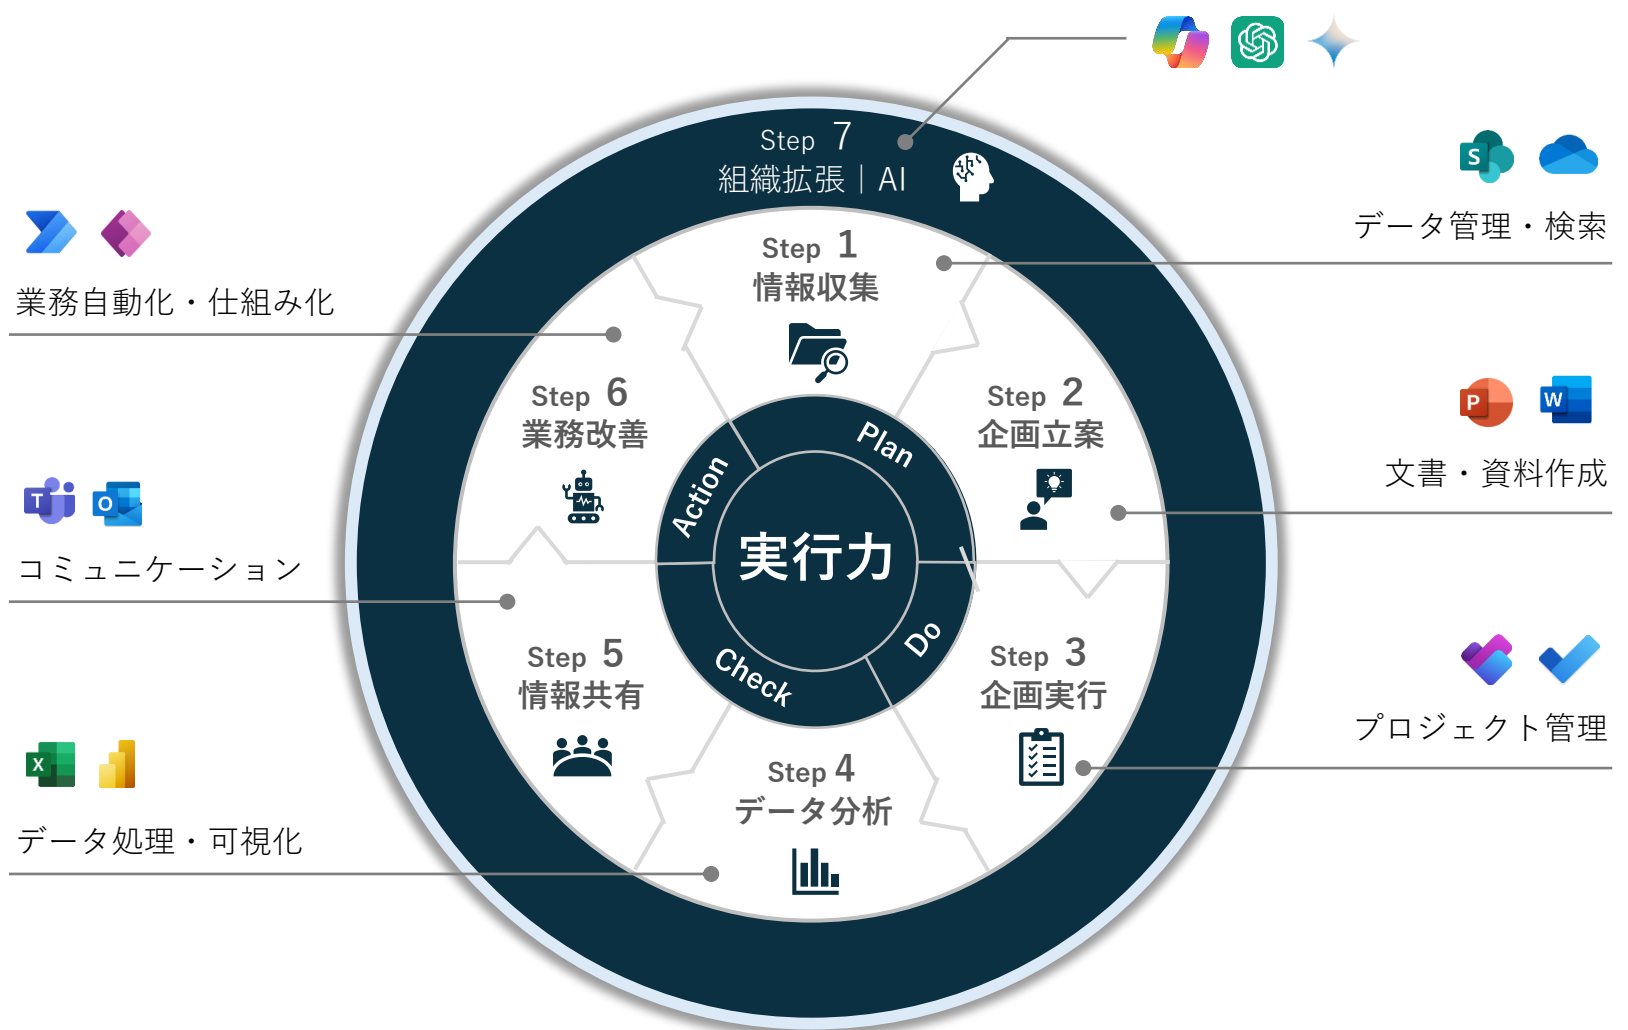 Step 7
組織拡張｜AI
Step 1
情報収集
データ管理・検索
Step 2
企画立案
文書・資料作成
Step 3
企画実行
プロジェクト管理
Step 4
データ分析
データ処理・可視化
Step 5
情報共有
コミュニケーション
Step 6
業務改善
業務自動化・仕組み化
Plan
Do
Check
Action
実行力
S
P
W
T
O
X